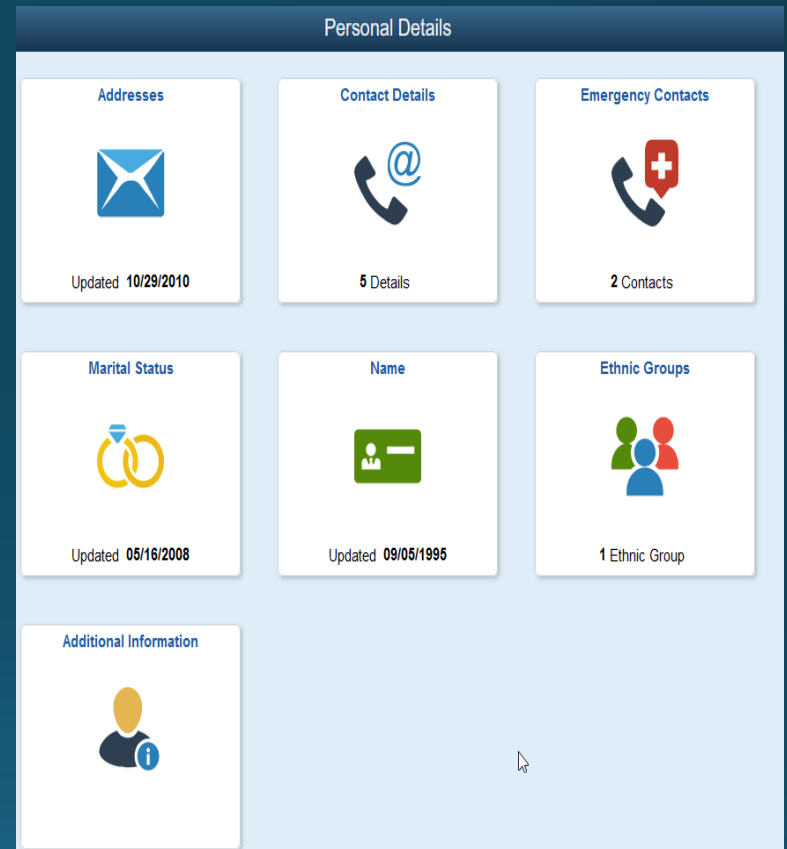 Personal Details
Addresses
Contact Details
Emergency Contacts
@
Updated 10/29/2010
5 Details
2 Contacts
Marital Status
Name
Ethnic Groups
Updated 05/16/2008
Updated 09/05/1995
1 Ethnic Group
Additional Information
i